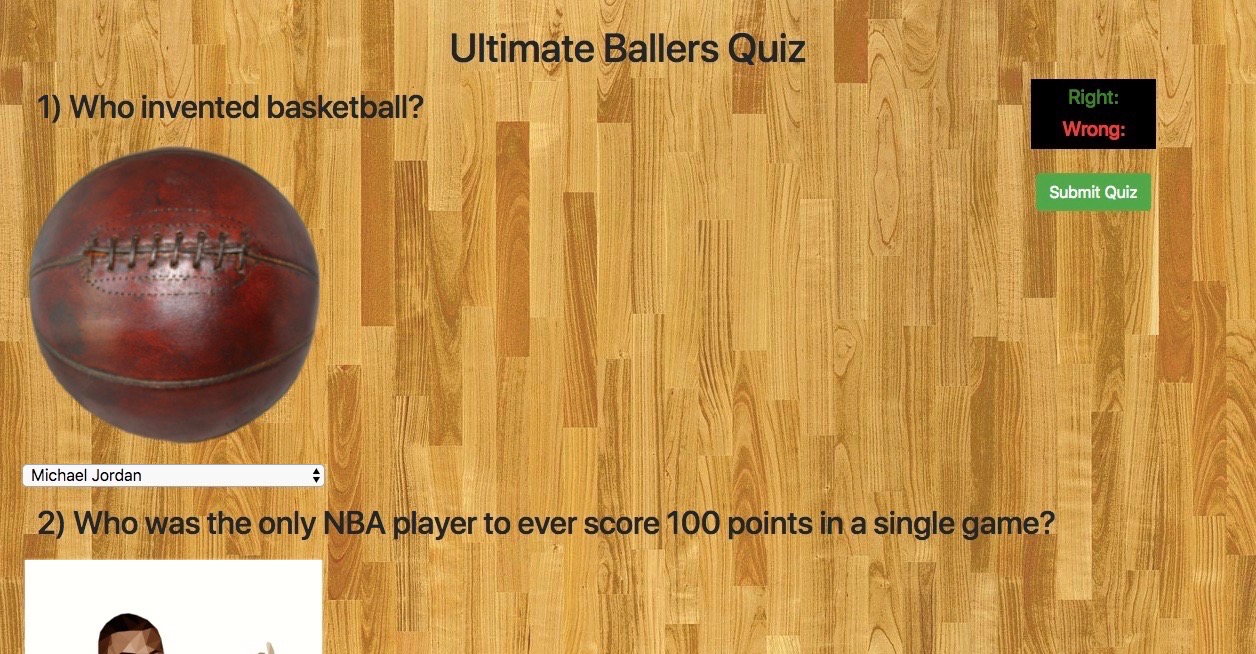 Ultimate Ballers Quiz
1) Who invented basketball?
Right:
Wrong:
Submit Quiz
Michael Jordan
2) Who was the only NBA player to ever score 100 points in a single game?